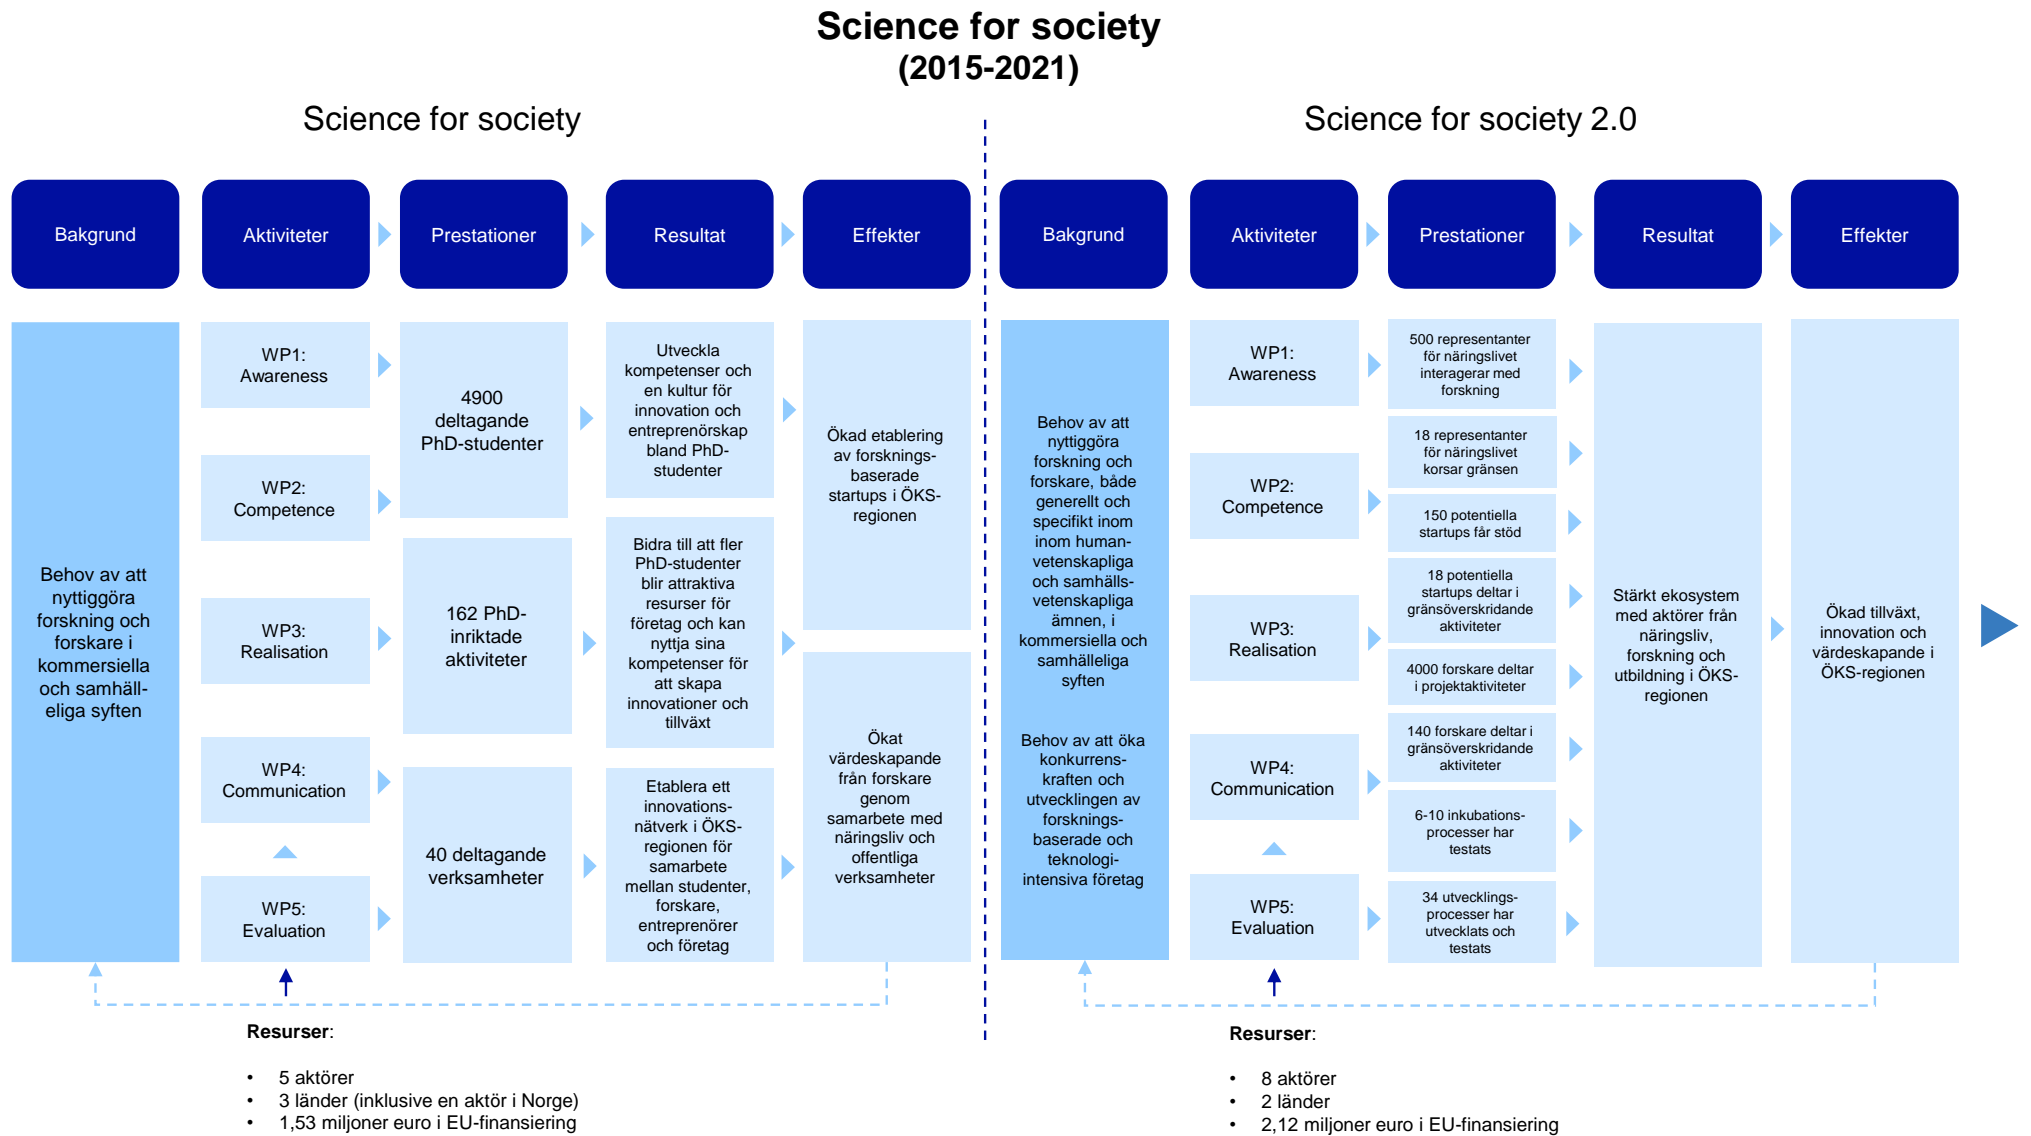 Science for society
(2015-2021)
Science for society
Bakgrund
Aktiviteter
Prestationer
Resultat
Effekter
Behov av att
nyttiggöra
forskning och
forskare i
kommersiella
och samhäll-
eliga syften
WP1:
Awareness
WP2:
Competence
WP3:
Realisation
WP4:
Communication
WP5:
Evaluation
4900
deltagande
PhD-studenter
162 PhD-
inriktade
aktiviteter
40 deltagande
verksamheter
Utveckla
kompetenser och
en kultur för
innovation och
entreprenörskap
bland PhD-
studenter
Bidra till att fler
PhD-studenter
blir attraktiva
resurser för
företag och kan
nyttja sina
kompetenser för
att skapa
innovationer och
tillväxt
Etablera ett
innovations-
nätverk i ÖKS-
regionen för
samarbete
mellan studenter,
forskare,
entreprenörer
och företag
Ökad etablering
av forsknings-
baserade
startups i ÖKS-
regionen
Ökat
värdeskapande
från forskare
genom
samarbete med
näringsliv och
offentliga
verksamheter
Resurser:
• 5 aktörer
• 3 länder (inklusive en aktör i Norge)
• 1,53 miljoner euro i EU-finansiering
Science for society 2.0
Bakgrund
Aktiviteter
Prestationer
Resultat
Effekter
Behov av att
nyttiggöra
forskning och
forskare, både
generellt och
specifikt inom
inom human-
vetenskapliga
och samhälls-
vetenskapliga
ämnen, i
kommersiella och
samhälleliga
syften
Behov av att öka
konkurrens-
kraften och
utvecklingen av
forsknings-
baserade och
teknologi-
intensiva företag
WP1:
Awareness
WP2:
Competence
WP3:
Realisation
WP4:
Communication
WP5:
Evaluation
500 representanter
för näringslivet
interagerar med
forskning
18 representanter
för näringslivet
korsar gränsen
150 potentiella
startups får stöd
18 potentiella
startups deltar i
gränsöverskridande
aktiviteter
4000 forskare deltar
i projektaktiviteter
140 forskare deltar i
gränsöverskridande
aktiviteter
6-10 inkubations-
processer har
testats
34 utvecklings-
processer har
utvecklats och
testats
Stärkt ekosystem
med aktörer från
näringsliv,
forskning och
utbildning i ÖKS-
regionen
Ökad tillväxt,
innovation och
värdeskapande i
ÖKS-regionen
Resurser:
• 8 aktörer
• 2 länder
• 2,12 miljoner euro i EU-finansiering